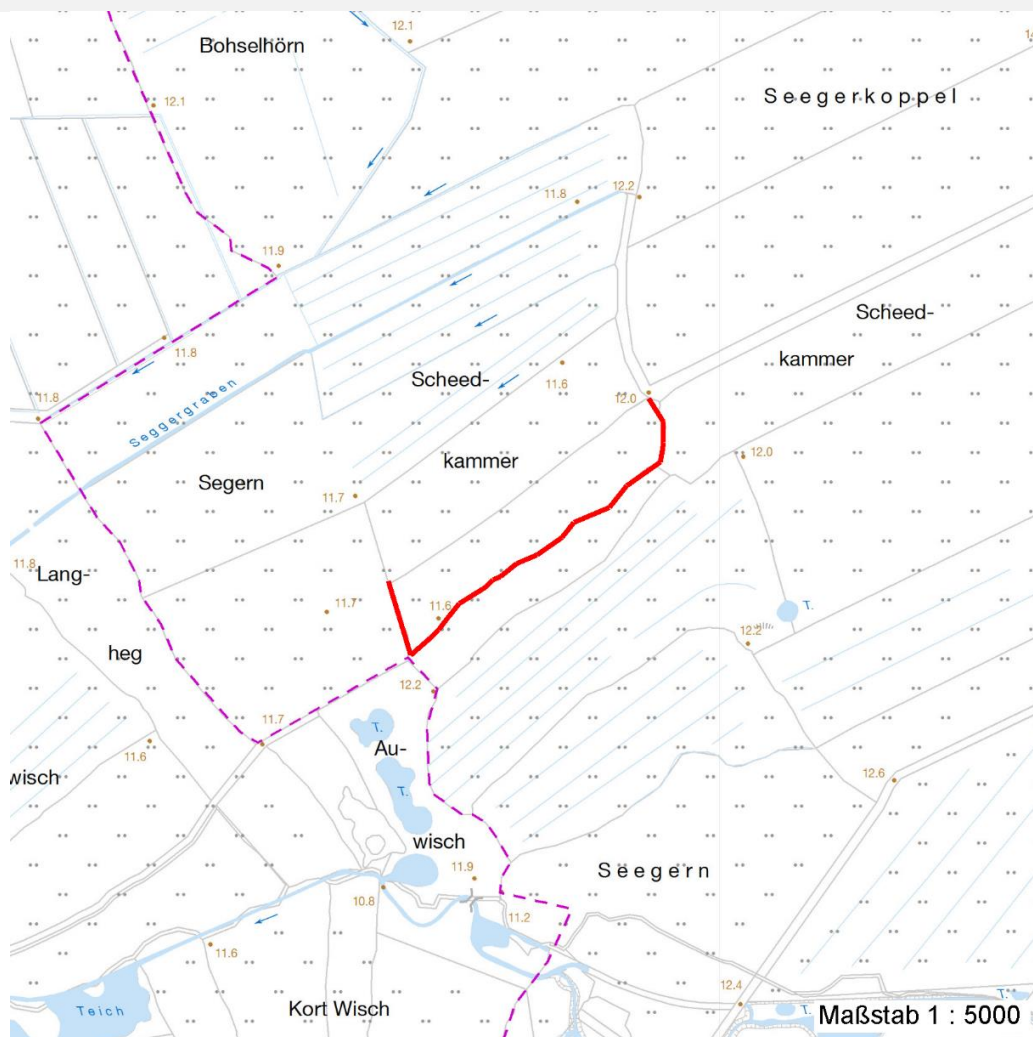 12.1
14
Bohselhörn
Seegerkoppel
12.1
11.8
12.2
11.9
Scheed-
kammer
11.8
11.6
Scheed-
12.0
11.8
Seggergraben
kammer
12.0
Segern
11.7
11.8
Lang-
11.7
11.6
T.
12.2
heg
12.2
11.7
T.
Au-
11.6
wisch
T.
12.6
wisch
11.9
Seegern
10.8
11.2
11.6
12.4
T.
Teich
Kort Wisch
T.
Maßstab 1 : 5000